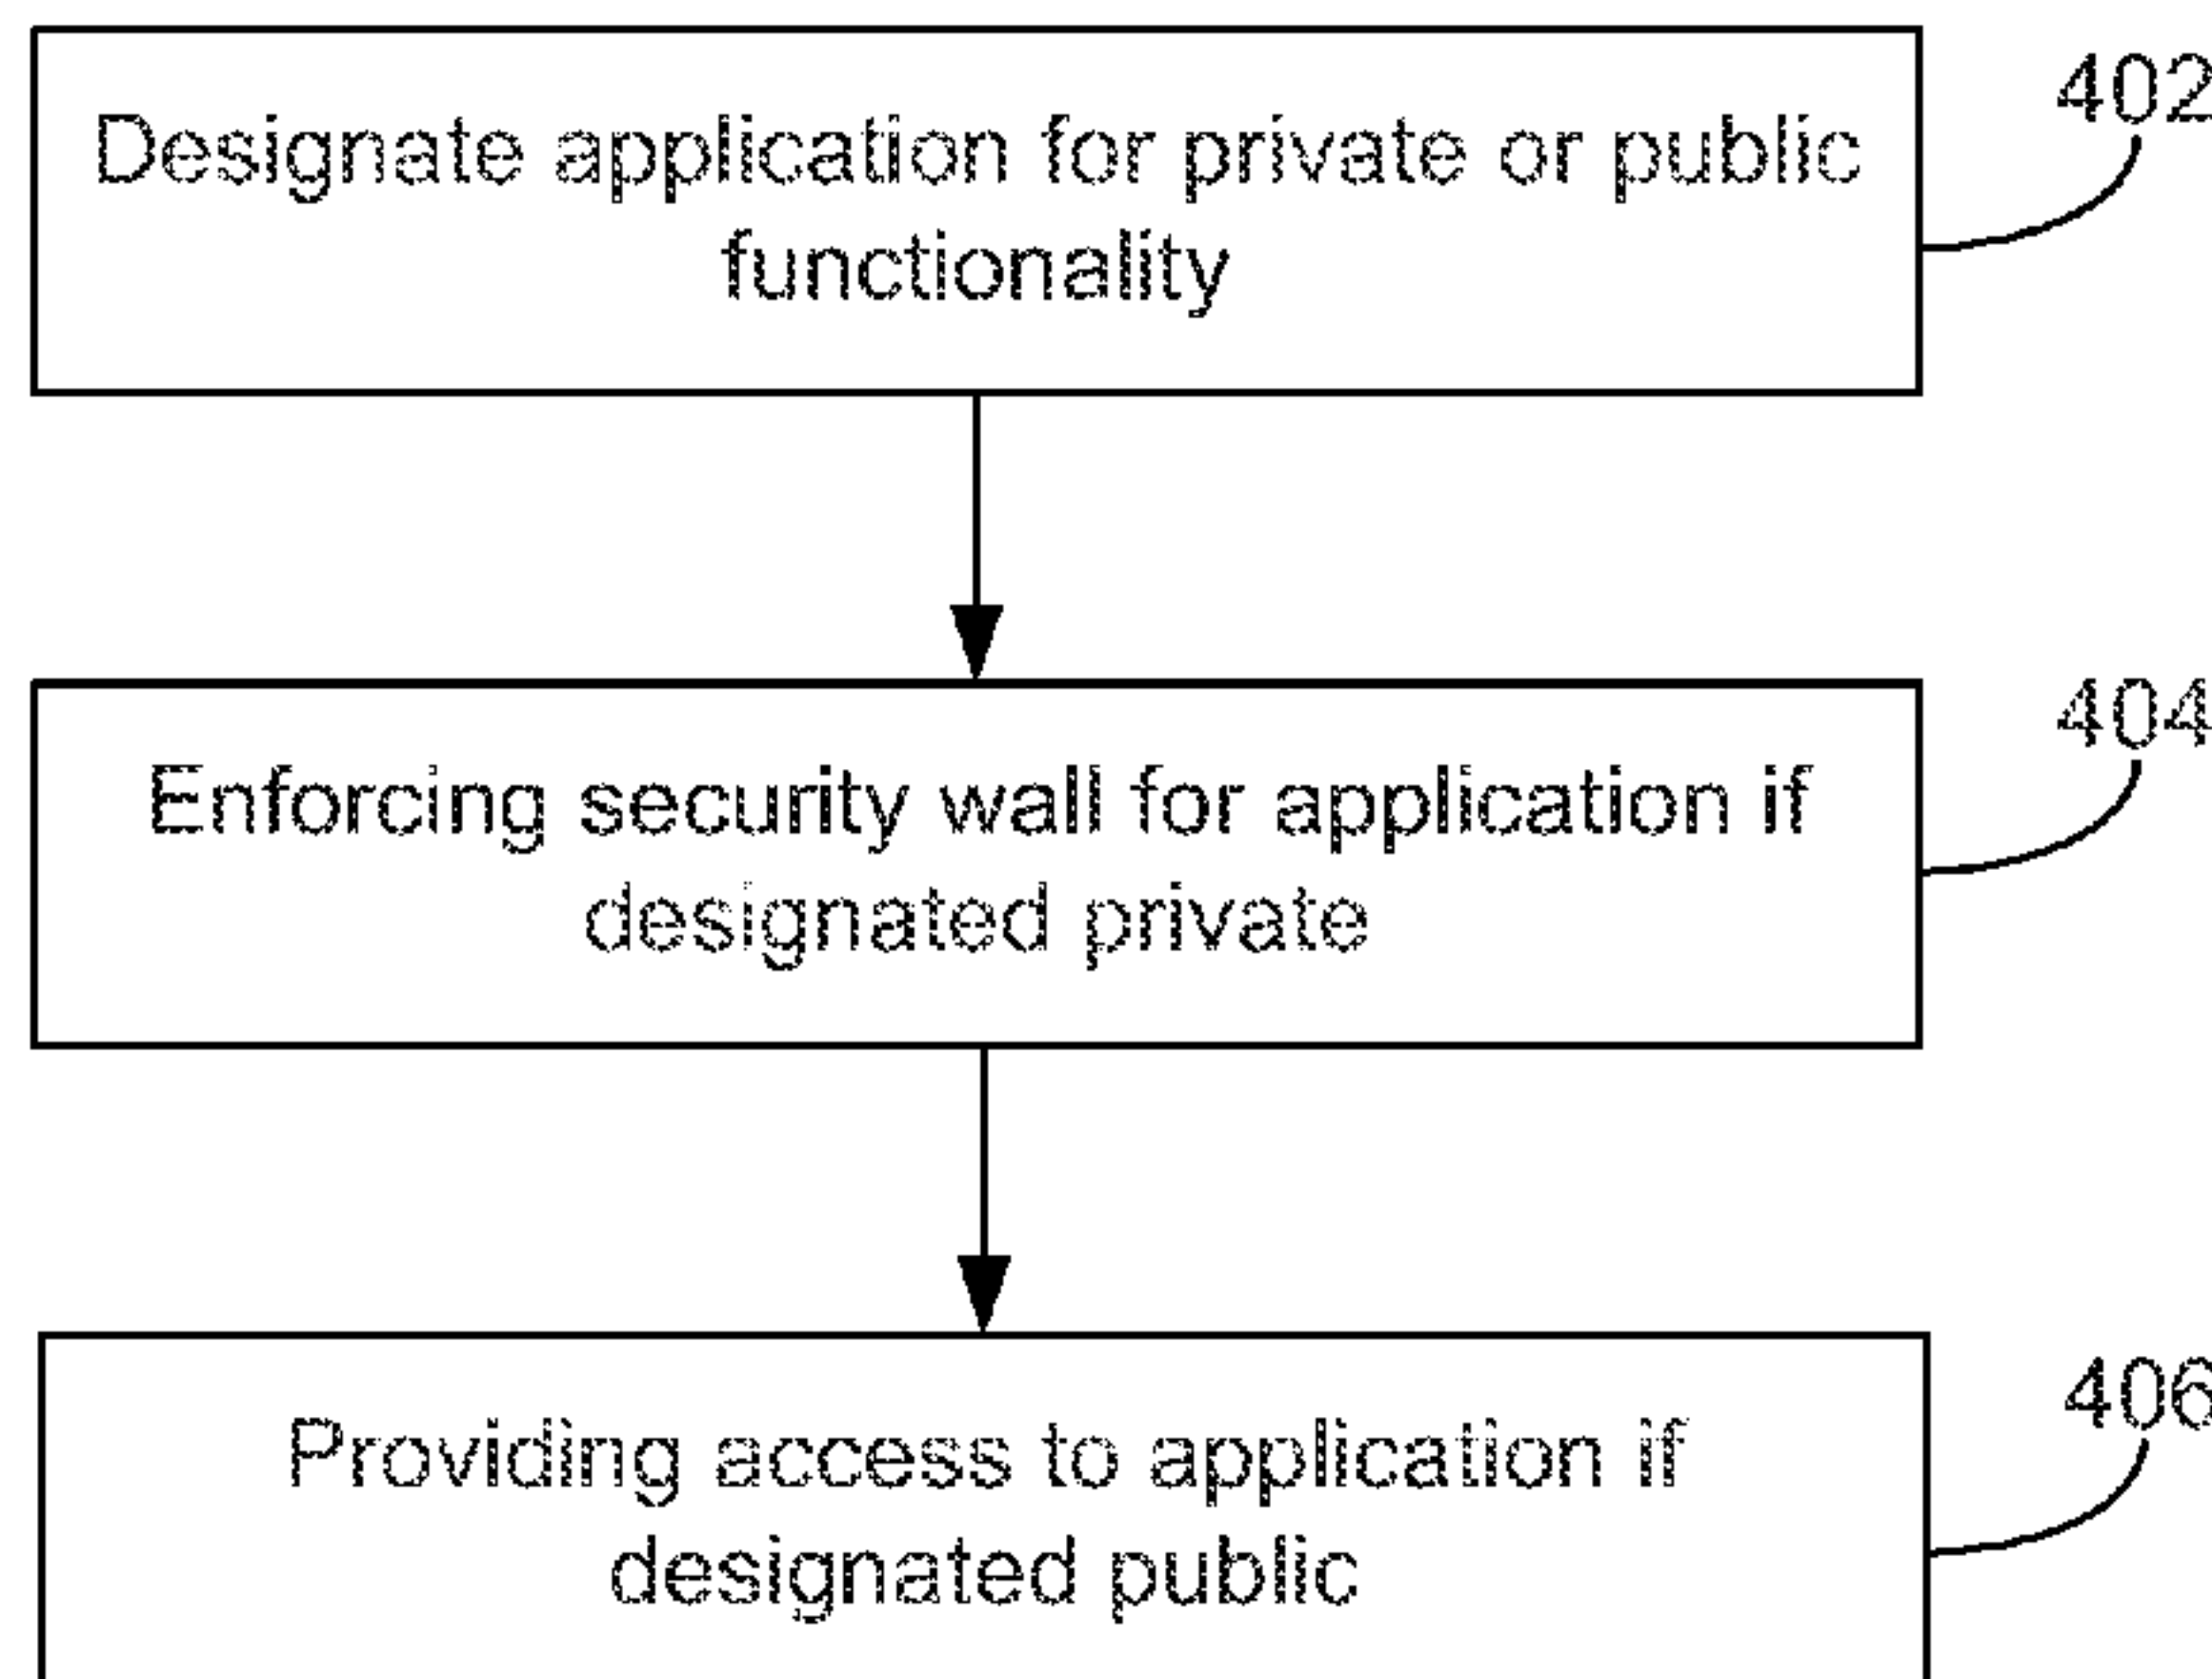 Designate application for private or public
functionality
402
Enforcing security wall for application if
designated private
404
Providing access to application if
designated public
406